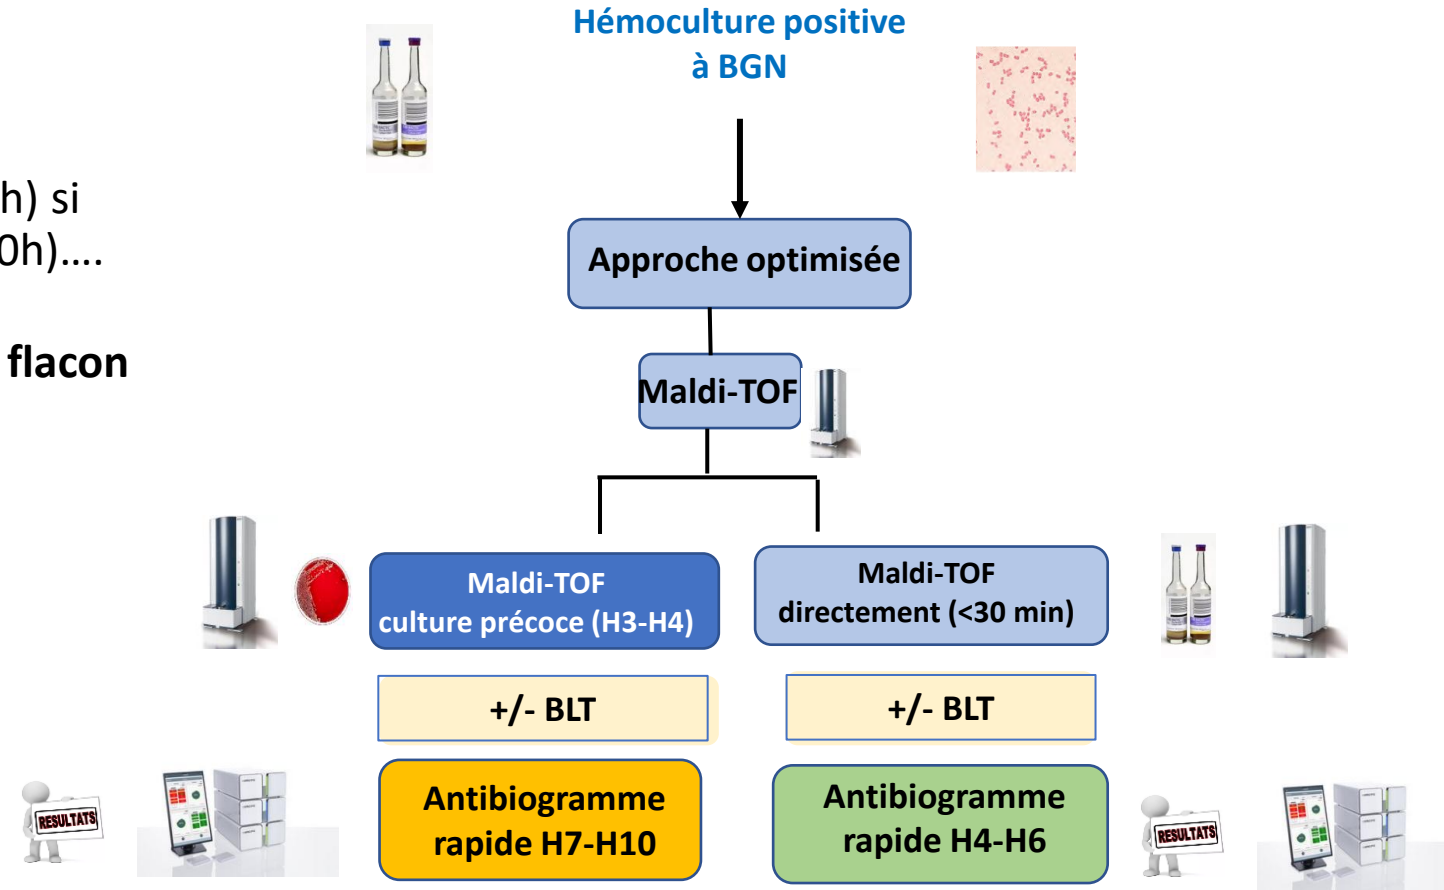 Hémoculture positive
à BGN
h) si
0h)....
flacon
Approche optimisée
Maldi-TOF
Maldi-TOF
culture précoce (H3-H4)
Maldi-TOF
directement (<30 min)
+/- BLT
+/- BLT
Antibiogramme
rapide H7-H10
Antibiogramme
rapide H4-H6
RESULTATS
RESULTATS